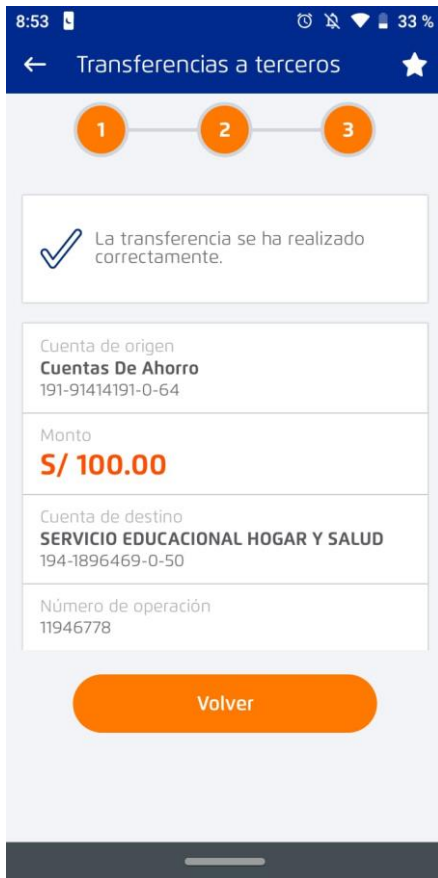 8:53 33 %
Transferencias a terceros
1 2 3
La transferencia se ha realizado
correctamente.
Cuenta de origen
Cuentas De Ahorro
191-91414191-0-64
Monto
S/ 100.00
Cuenta de destino
SERVICIO EDUCACIONAL HOGAR Y SALUD
194-1896469-0-50
Número de operación
11946778
Volver